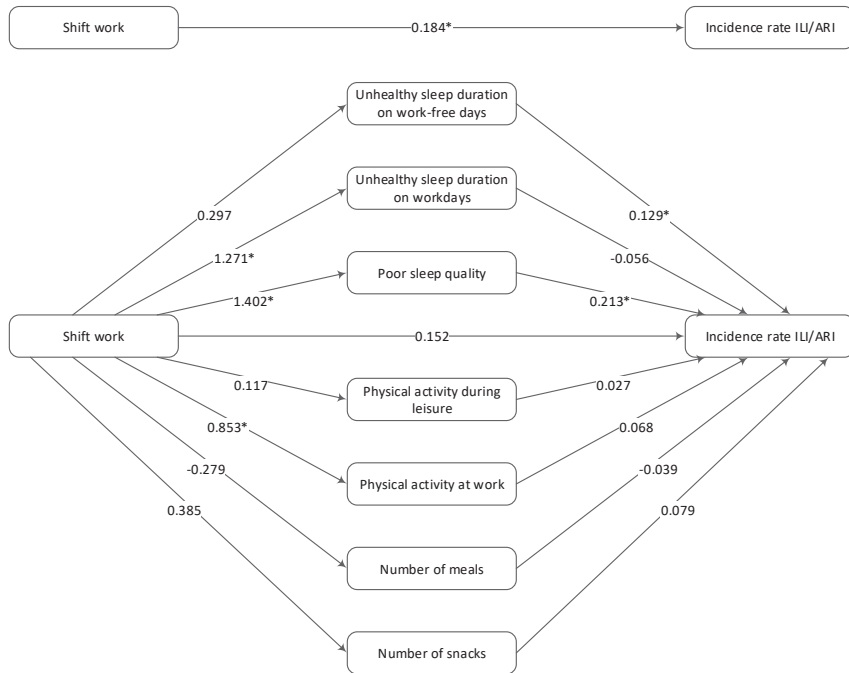 Shift work
0.184*
Incidence rate ILI/ARI
Unhealthy sleep duration
on work-free days
Unhealthy sleep duration
on workdays
0.297
0.129*
1.271*
-0.056
Poor sleep quality
1.402*
0.213*
Shift work
0.152
Incidence rate ILI/ARI
0.117
Physical activity during
leisure
0.027
0.853*
0.068
-0.279
Physical activity at work
-0.039
0.385
0.079
Number of meals
Number of snacks